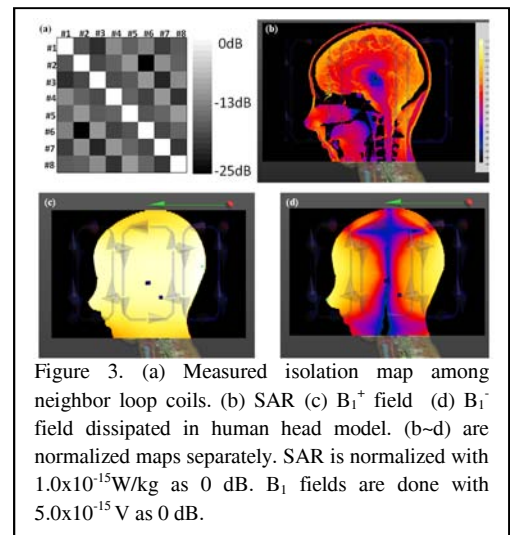 (a)
#1 #2 #3 #4 #5 #6 #7 #8
#1
#2
#3
#4
#5
#6
#7
#8
0dB
-13dB
-25dB
(b)
(c)
(d)
Figure 3. (a) Measured isolation map among
neighbor loop coils. (b) SAR (c) B₁⁺ field (d) B₁⁻
field dissipated in human head model. (b~d) are
normalized maps separately. SAR is normalized with
1.0x10⁻¹⁵W/kg as 0 dB. B₁ fields are done with
5.0x10⁻¹⁵ V as 0 dB.